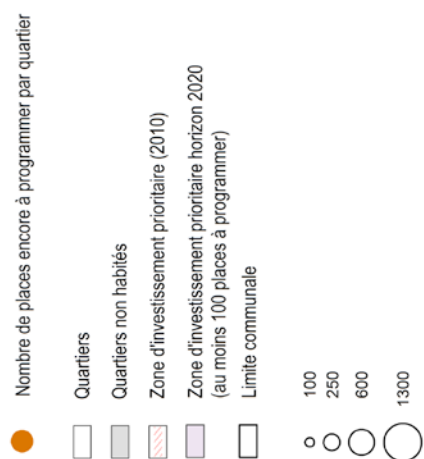 Nombre de places encore à programmer par quartier
Quartiers
Quartiers non habités
Zone d'investissement prioritaire (2010)
Zone d'investissement prioritaire horizon 2020
(au moins 100 places à programmer)
Limite communale
100
250
600
1300